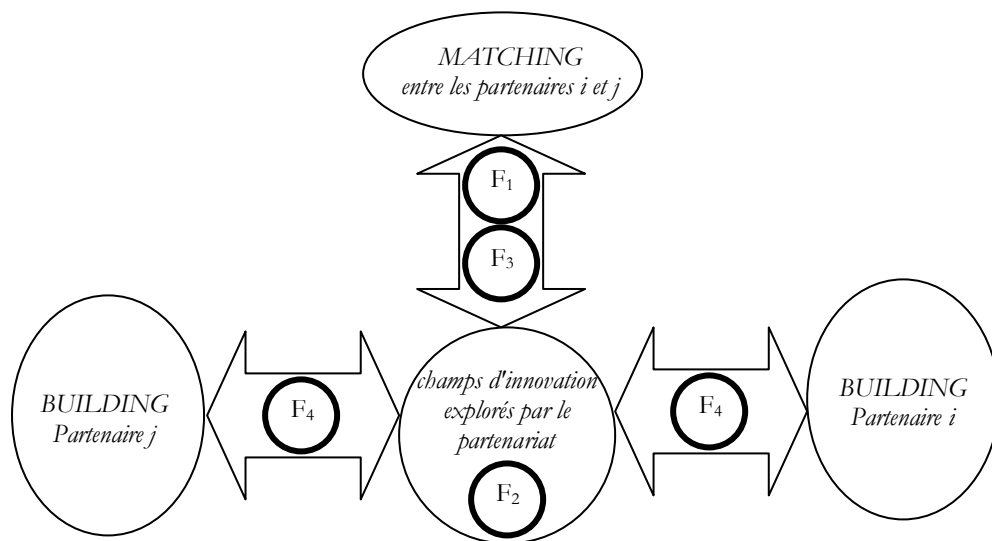 MATCHING
entre les partenaires i et j
F1
F3
BUILDING
Partenaire j
F4
champs d'innovation
explorés par le
partenariat
F2
F4
BUILDING
Partenaire i